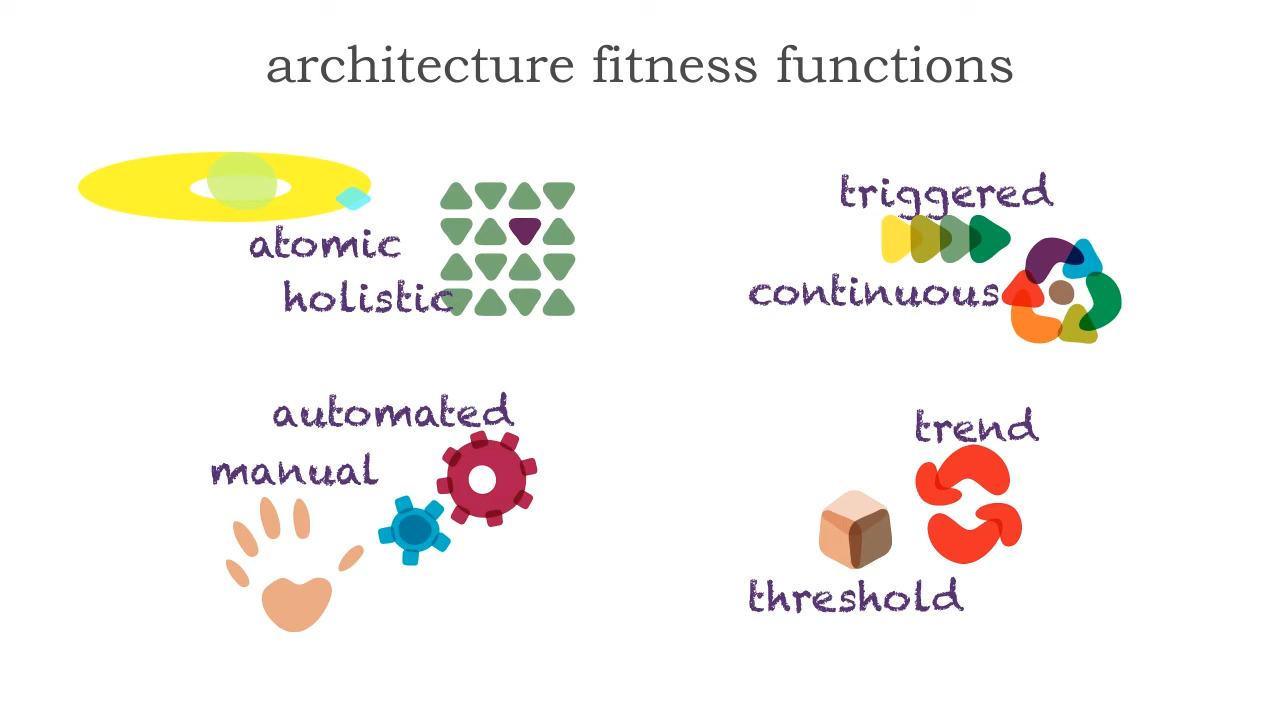 architecture fitness functions
atomic
holistic
triggered
continuous
automated
manual
trend
threshold